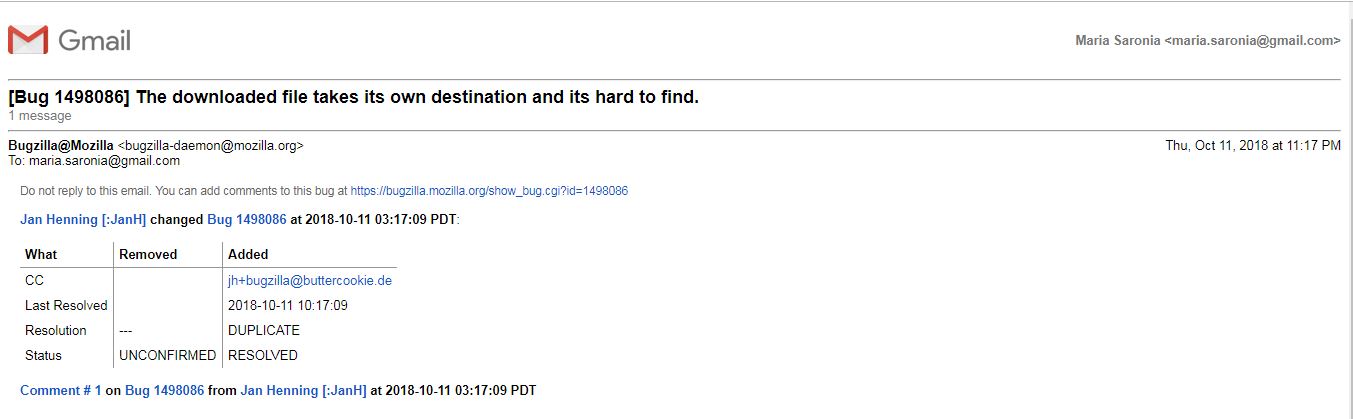 Gmail
Maria Saronia <maria.saronia@gmail.com>
[Bug 1498086] The downloaded file takes its own destination and its hard to find.
1 message
Bugzilla@Mozilla <bugzilla-daemon@mozilla.org> Thu, Oct 11, 2018 at 11:17 PM
To: maria.saronia@gmail.com
Do not reply to this email. You can add comments to this bug at https://bugzilla.mozilla.org/show_bug.cgi?id=1498086
Jan Henning [:JanH] changed Bug 1498086 at 2018-10-11 03:17:09 PDT:
What Removed Added
CC jh+bugzilla@buttercookie.de
Last Resolved 2018-10-11 10:17:09
Resolution --- DUPLICATE
Status UNCONFIRMED RESOLVED
Comment # 1 on Bug 1498086 from Jan Henning [:JanH] at 2018-10-11 03:17:09 PDT